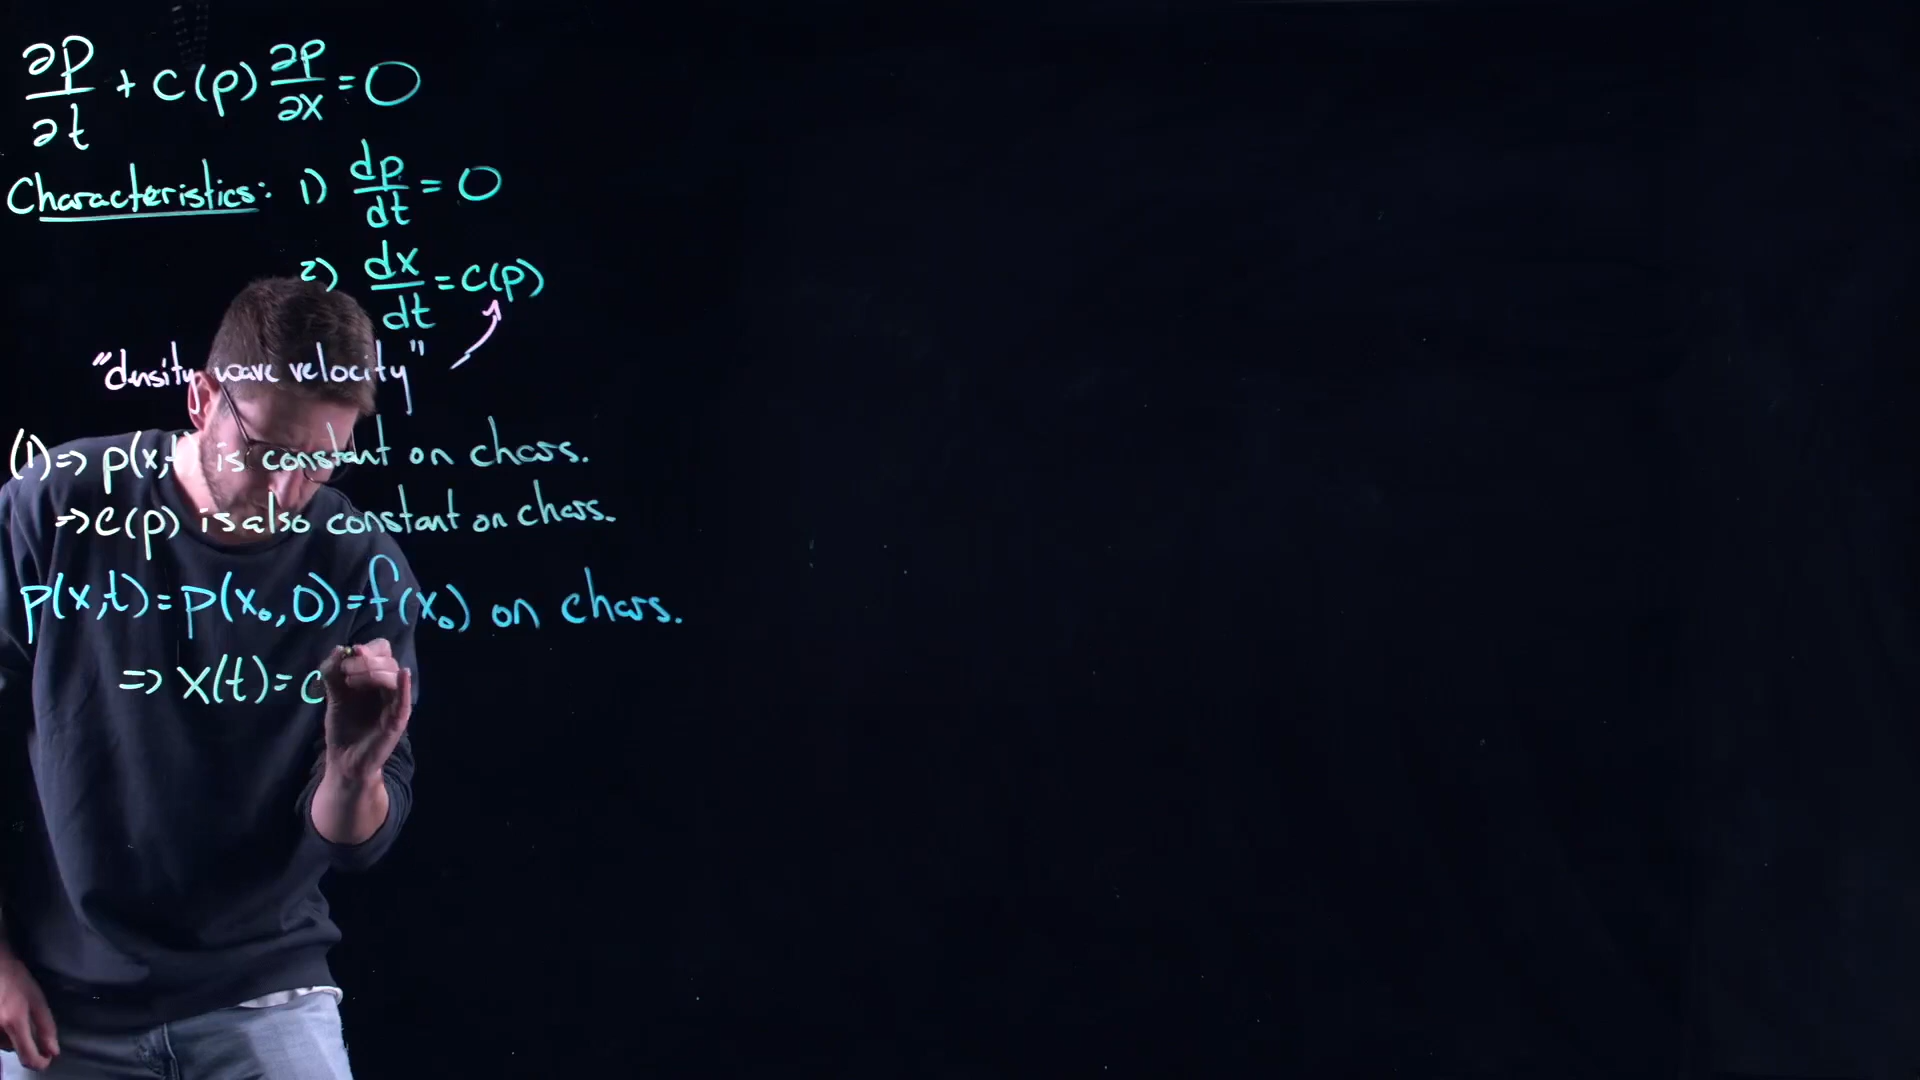 ∂p/∂t + c(p) ∂p/∂x = 0
Characteristics: 1) dp/dt = 0
2) dx/dt = c(p)
"density wave velocity"
(1) => p(x,t) is constant on chars.
=> c(p) is also constant on chars.
p(x,t) = p(x₀,0) = f(x₀) on chars.
=> x(t) = c